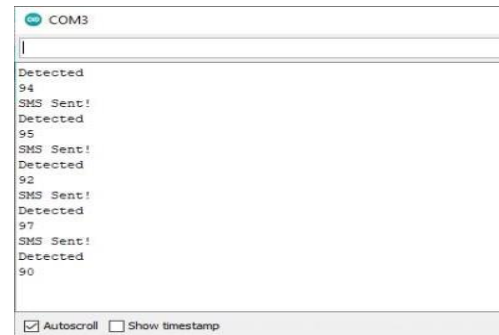 COM3
Detected
94
SMS Sent!
Detected
95
SMS Sent!
Detected
92
SMS Sent!
Detected
97
SMS Sent!
Detected
90
Autoscroll Show timestamp